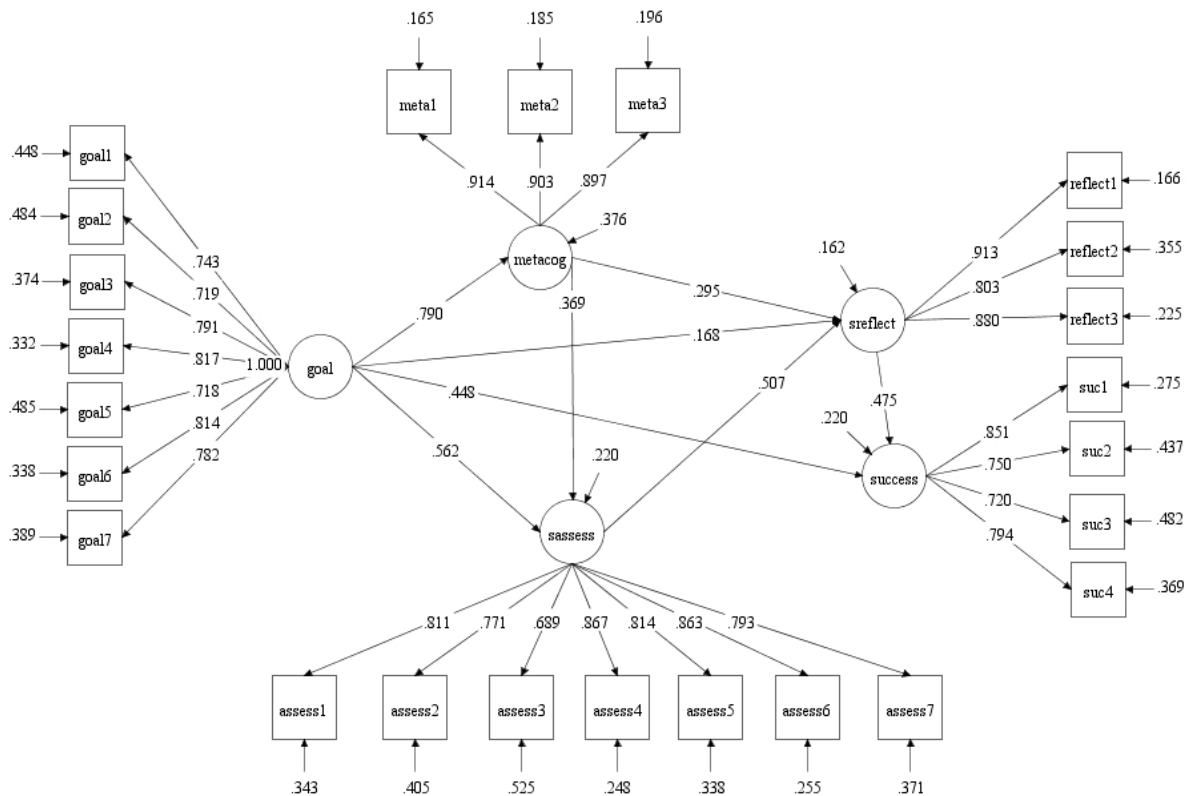 .165
.185
.196
meta1
meta2
meta3
.448
goal1
.484
goal2
.374
goal3
.332
goal4
.485
goal5
.338
goal6
.389
goal7
.743
.719
.791
.817
.718
.814
.782
1.000
goal
.914
.903
.897
metacog
.376
.790
.369
.295
.168
.448
.562
.507
.162
sreflect
.475
.220
success
.220
sassess
.913
.803
.880
reflect1
.166
reflect2
.355
reflect3
.225
.851
.750
.720
.794
suc1
.275
suc2
.437
suc3
.482
suc4
.369
.811
.771
.689
.867
.814
.863
.793
assess1
assess2
assess3
assess4
assess5
assess6
assess7
.343
.405
.525
.248
.338
.255
.371